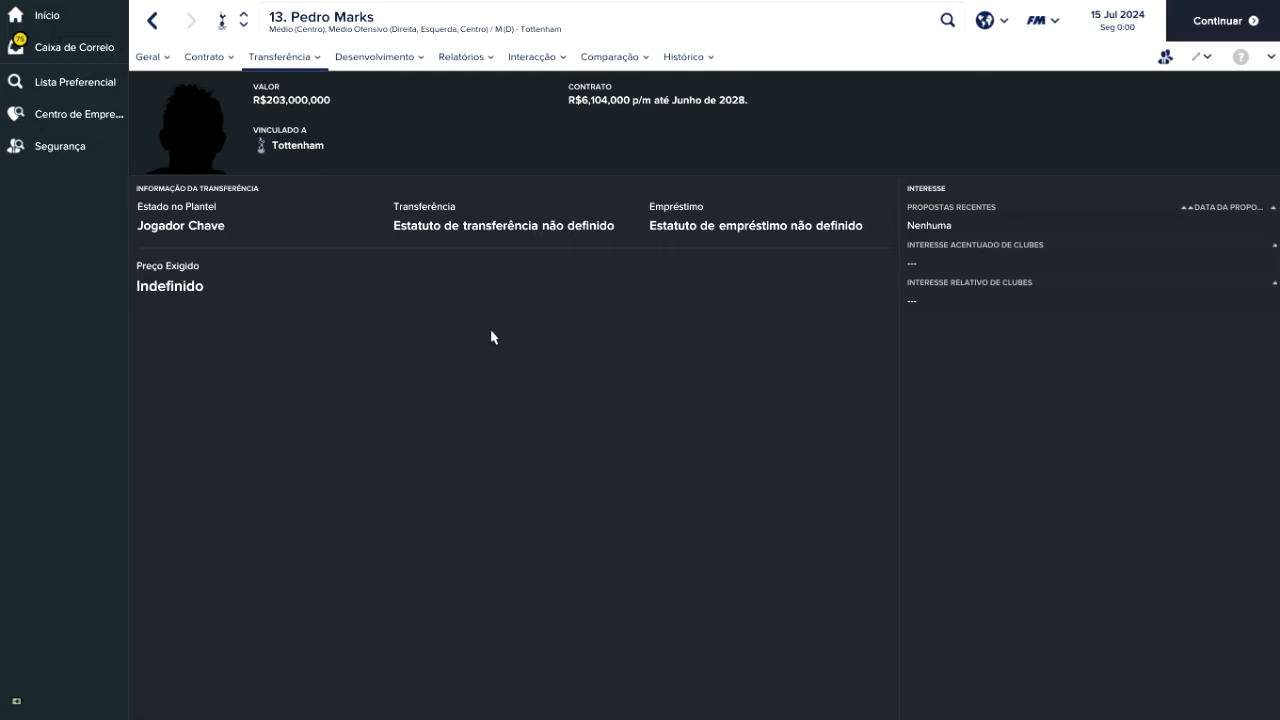 Início
75
Caixa de Correio
Lista Preferencial
Centro de Empre...
Segurança
13. Pedro Marks
Médio (Centro), Médio Ofensivo (Direita, Esquerda, Centro) / M (D) - Tottenham
FM
15 Jul 2024
Seg 0:00
Continuar
Geral
Contrato
Transferência
Desenvolvimento
Relatórios
Interacção
Comparação
Histórico
?
VALOR
R$203,000,000
CONTRATO
R$6,104,000 p/m até Junho de 2028.
VINCULADO A
Tottenham
INFORMAÇÃO DA TRANSFERÊNCIA
Estado no Plantel
Transferência
Empréstimo
Jogador Chave
Estatuto de transferência não definido
Estatuto de empréstimo não definido
Preço Exigido
Indefinido
INTERESSE
PROPOSTAS RECENTES
DATA DA PROPO...
Nenhuma
INTERESSE ACENTUADO DE CLUBES
---
INTERESSE RELATIVO DE CLUBES
---